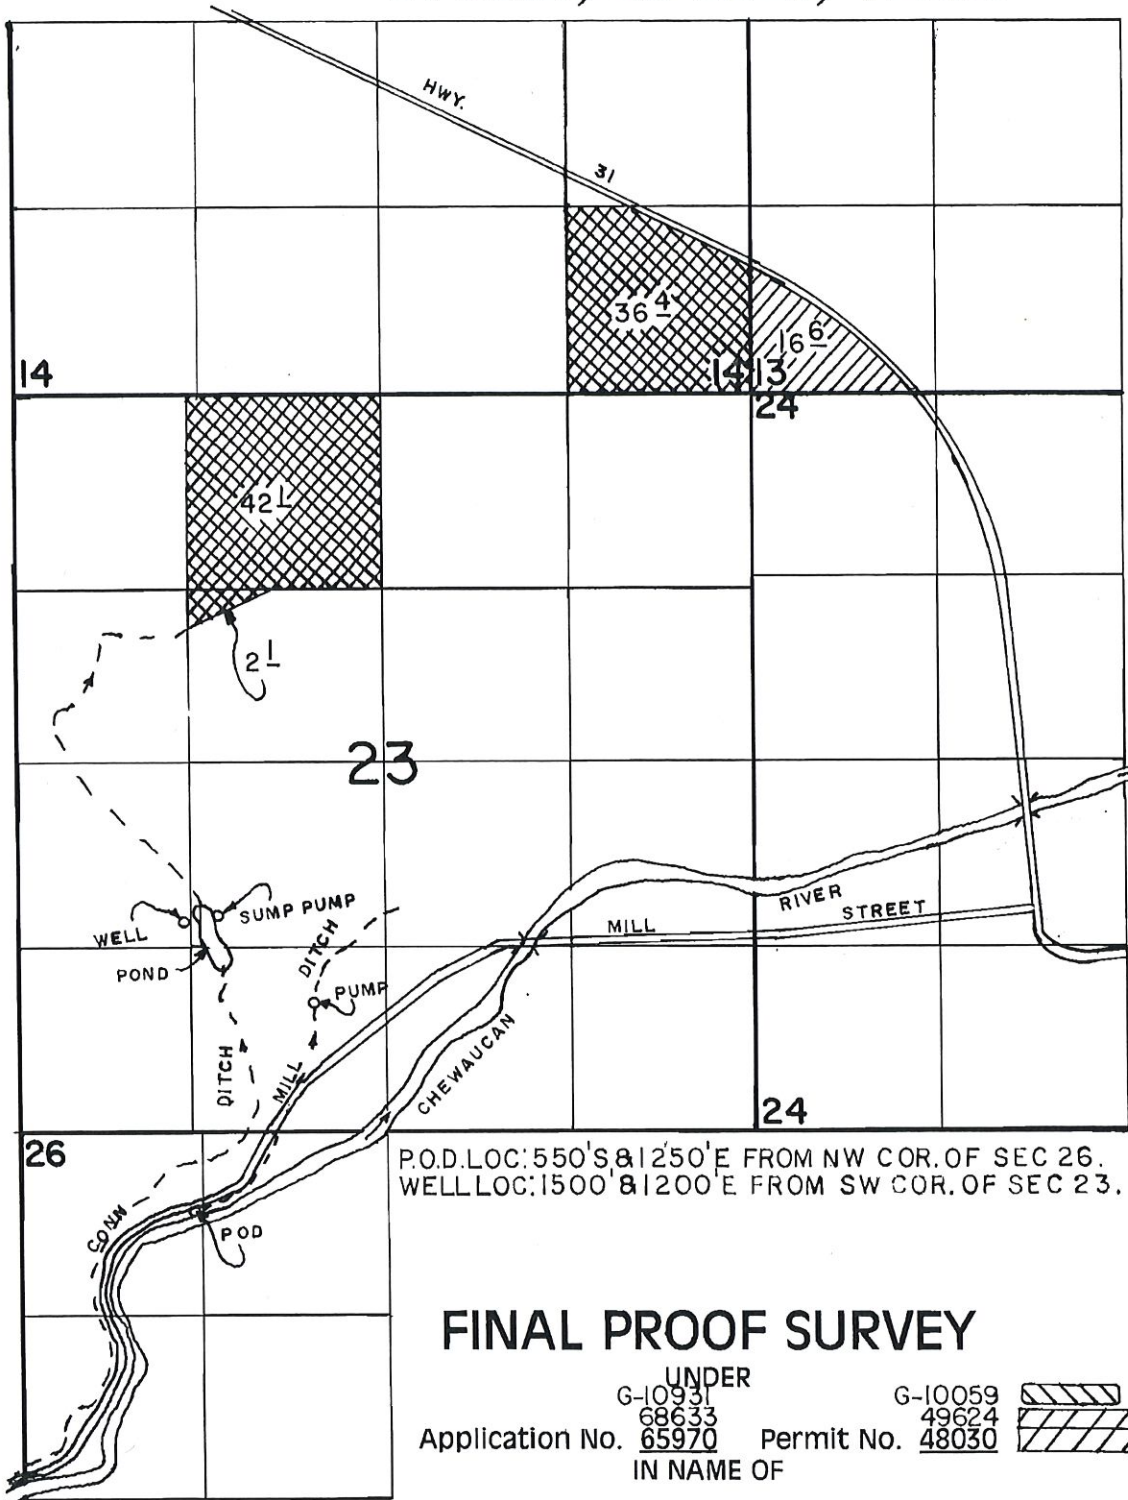 HWY.
31
36 4
16 6
14
14 13
24
42 1
2 1
23
RIVER
SUMP PUMP
WELL
MILL
STREET
DITCH
POND
PUMP
CHEWAUCAN
DITCH
MILL
24
26
P.O.D. LOC: 550'S & 1250'E FROM NW COR. OF SEC 26.
WELL LOC: 1500' & 1200'E FROM SW COR. OF SEC 23.
CONN
POD
FINAL PROOF SURVEY
UNDER
G-10931 G-10059
68633 49624
Application No. 65970 Permit No. 48030
IN NAME OF